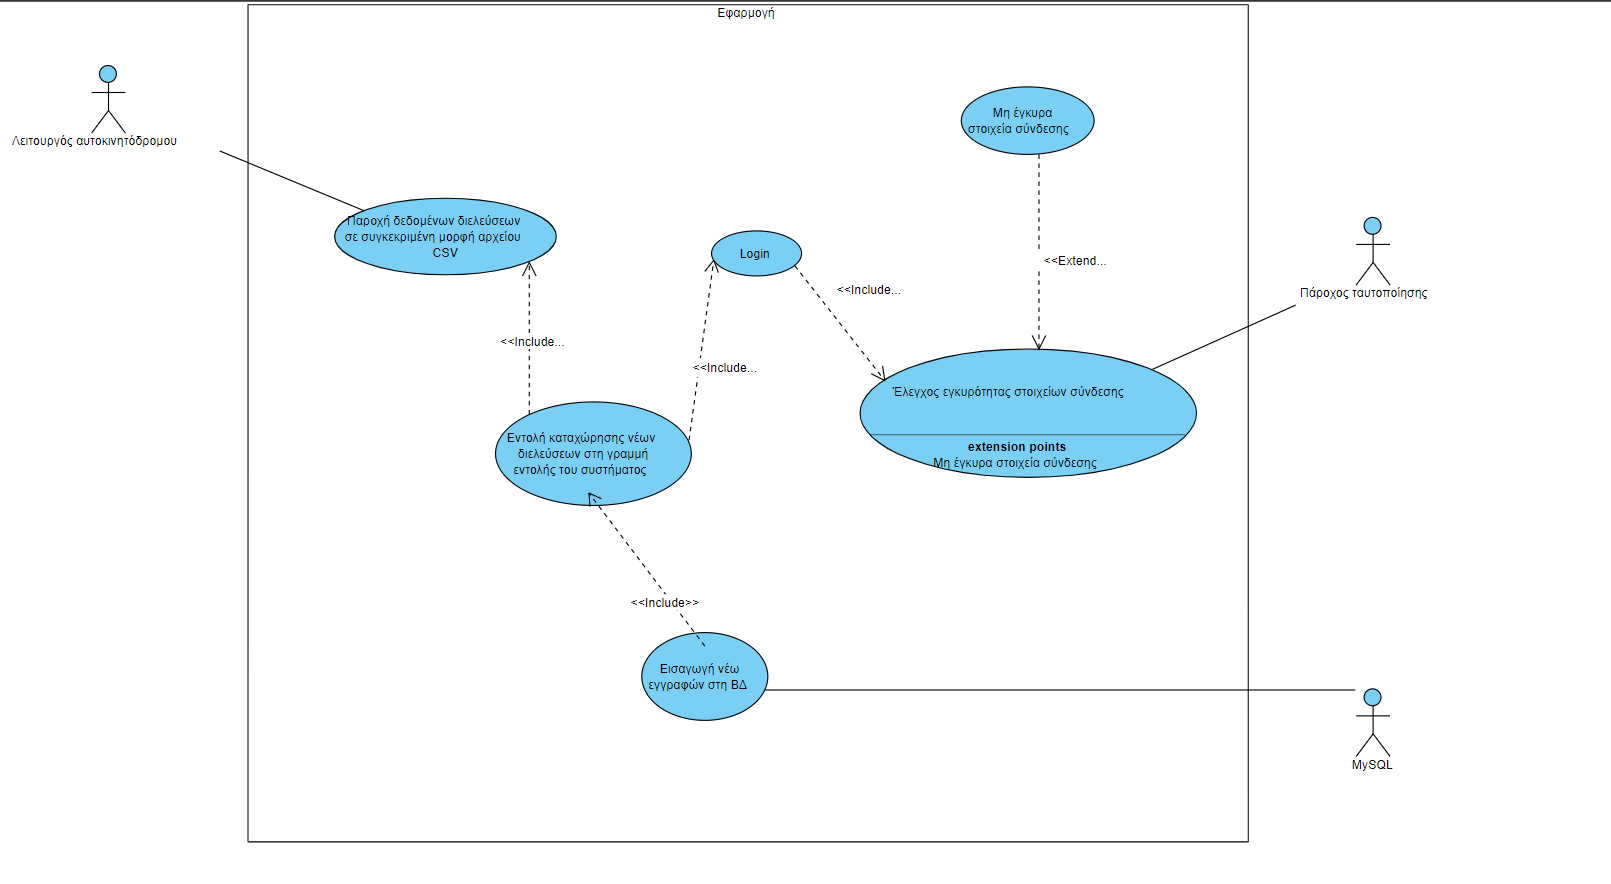 Εφαρμογή
Λειτουργός αυτοκινητόδρομου
Μη έγκυρα
στοιχεία σύνδεσης
Παροχή δεδομένων διελεύσεων
σε συγκεκριμένη μορφή αρχείου
CSV
Login
<<Extend...
<<Include...
Πάροχος ταυτοποίησης
<<Include...
<<Include...
Έλεγχος εγκυρότητας στοιχείων σύνδεσης
extension points
Μη έγκυρα στοιχεία σύνδεσης
Εντολή καταχώρησης νέων
διελεύσεων στη γραμμή
εντολής του συστήματος
<<Include>>
Εισαγωγή νέω
εγγραφών στη ΒΔ
MySQL